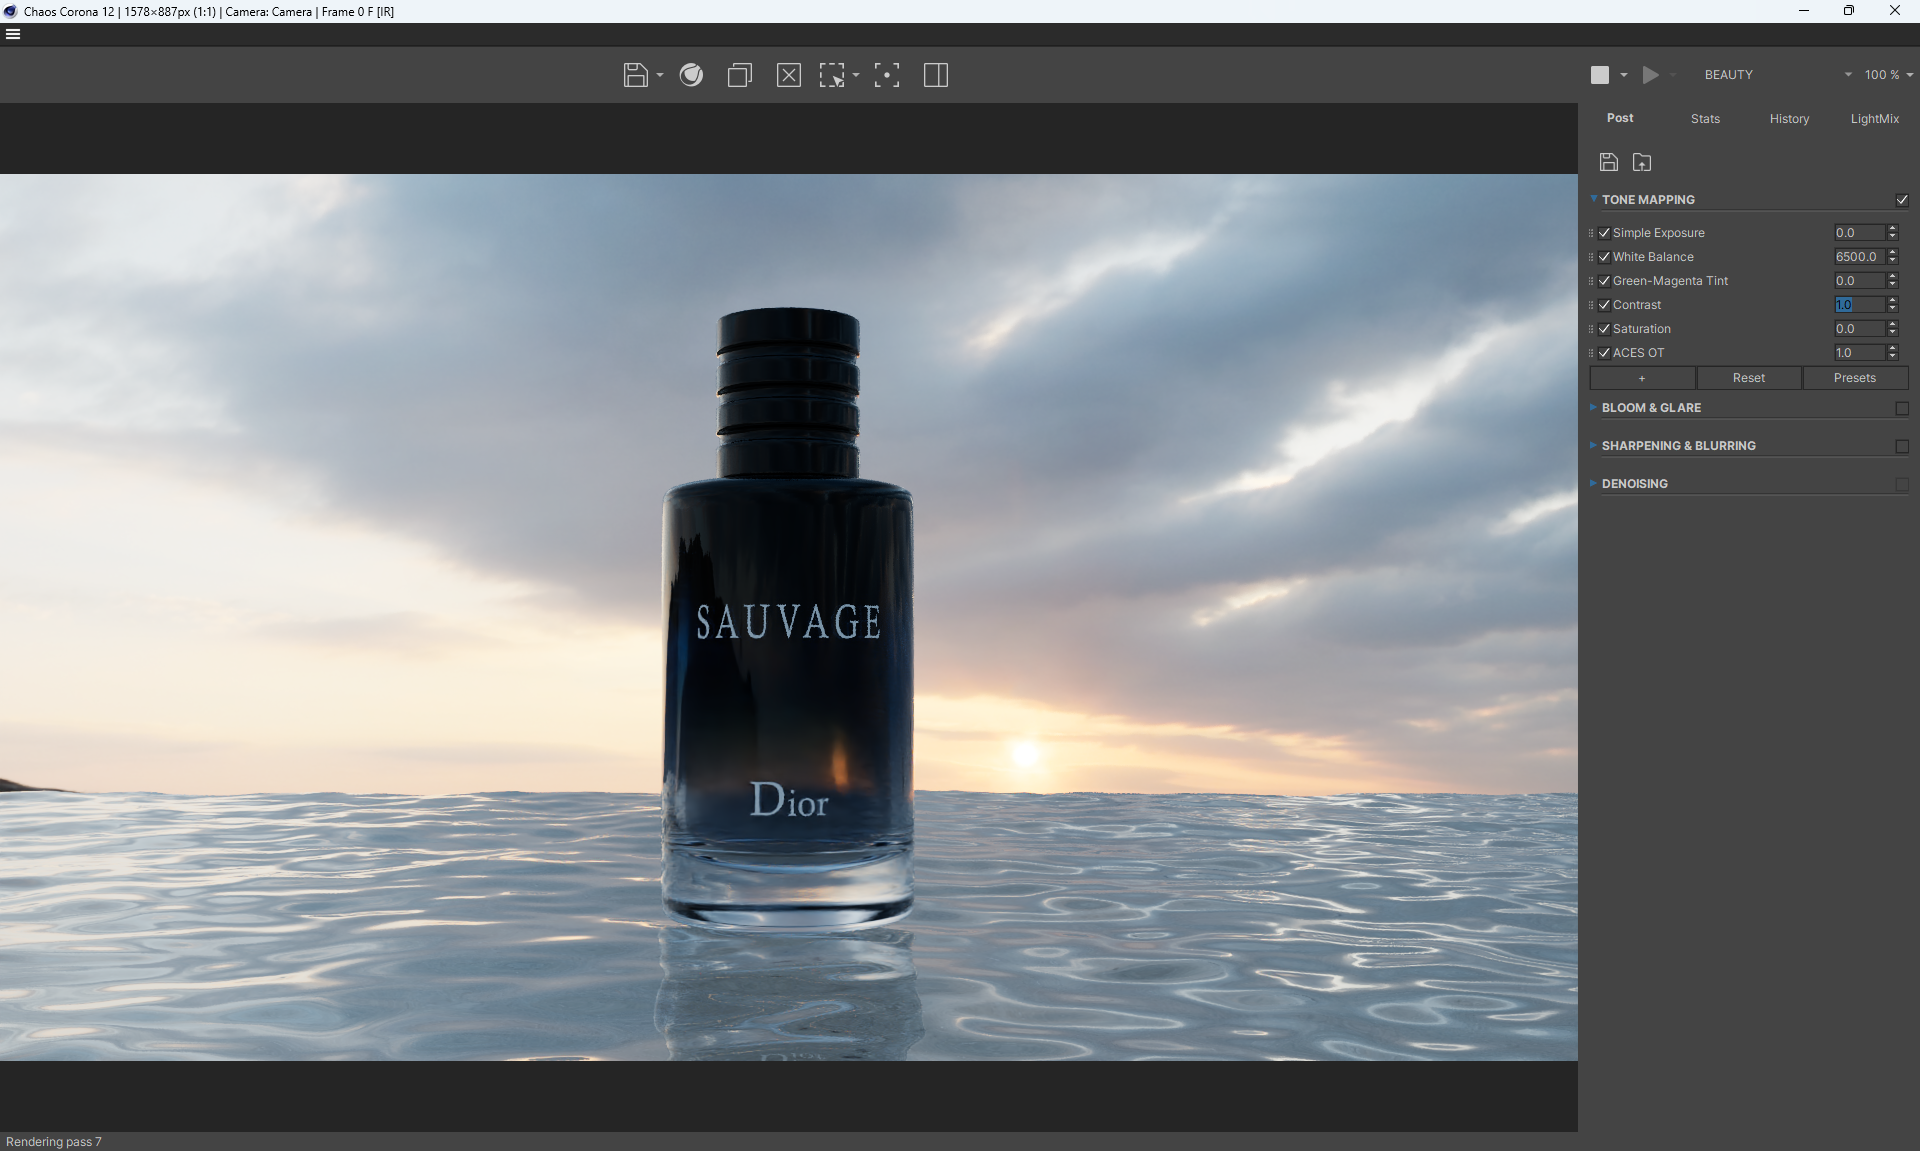 Chaos Corona 12 | 1578×887px (1:1) | Camera: Camera | Frame 0 F [IR]
BEAUTY
100 %
Post
Stats
History
LightMix
TONE MAPPING
Simple Exposure
0.0
White Balance
6500.0
Green-Magenta Tint
0.0
Contrast
1.0
Saturation
0.0
ACES OT
1.0
+
Reset
Presets
BLOOM & GLARE
SHARPENING & BLURRING
DENOISING
SAUVAGE
Dior
Rendering pass 7